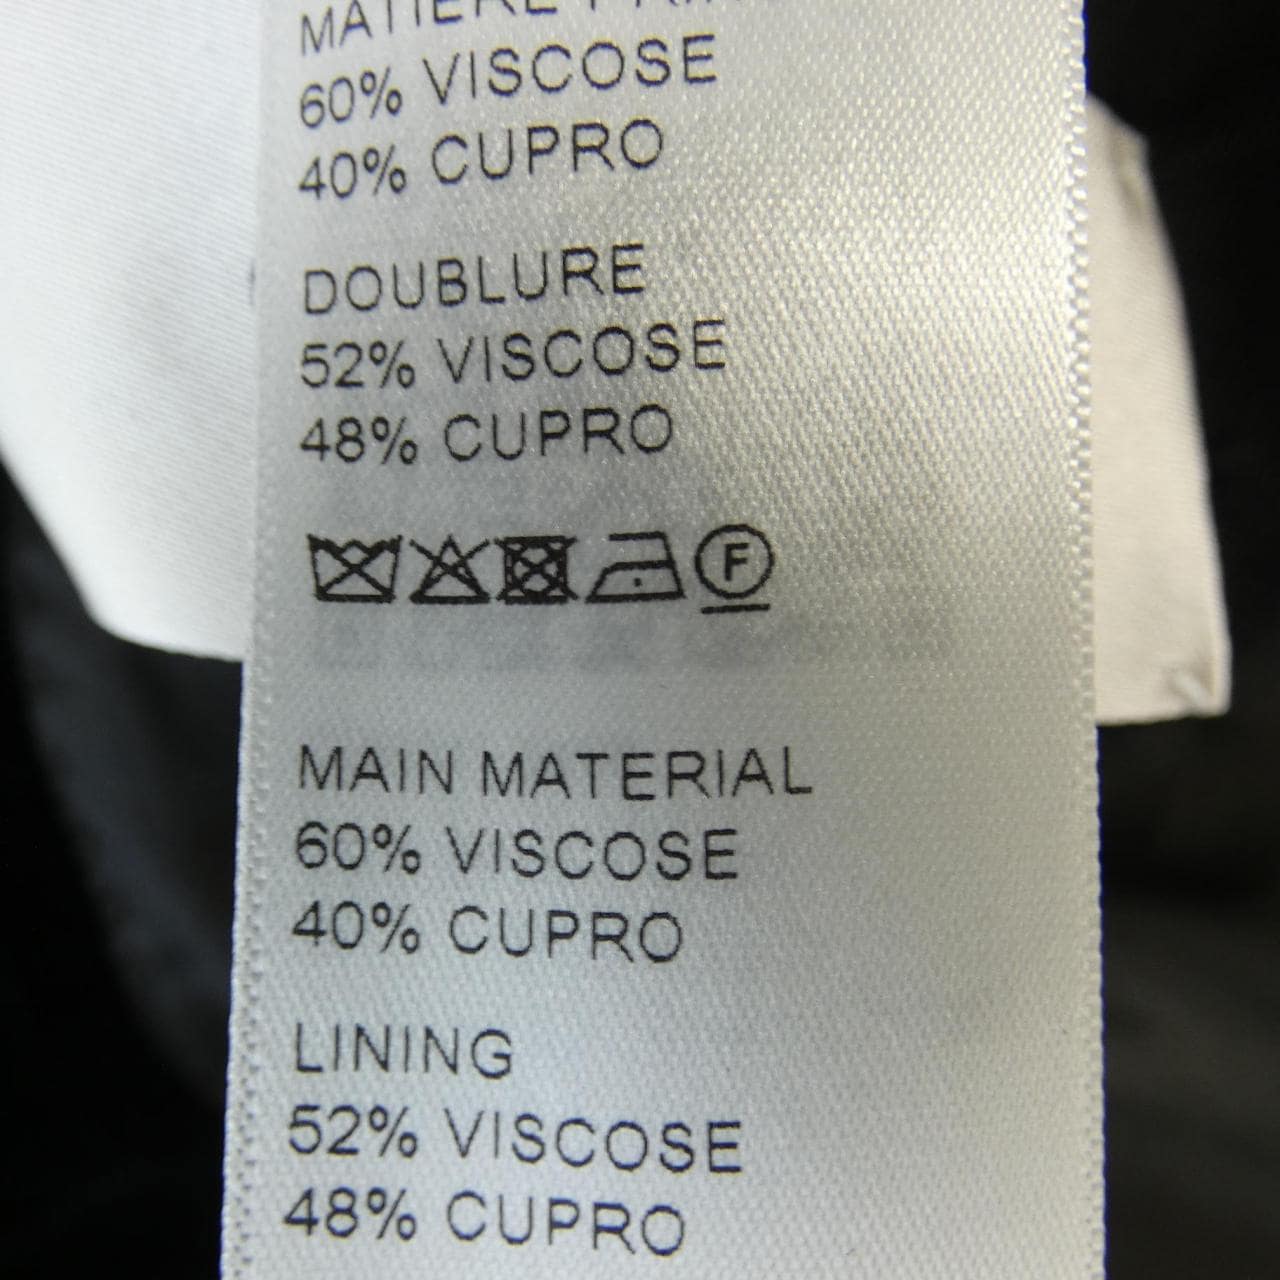 MATIÈRE
60% VISCOSE
40% CUPRO
DOUBLURE
52% VISCOSE
48% CUPRO
F
MAIN MATERIAL
60% VISCOSE
40% CUPRO
LINING
52% VISCOSE
48% CUPRO